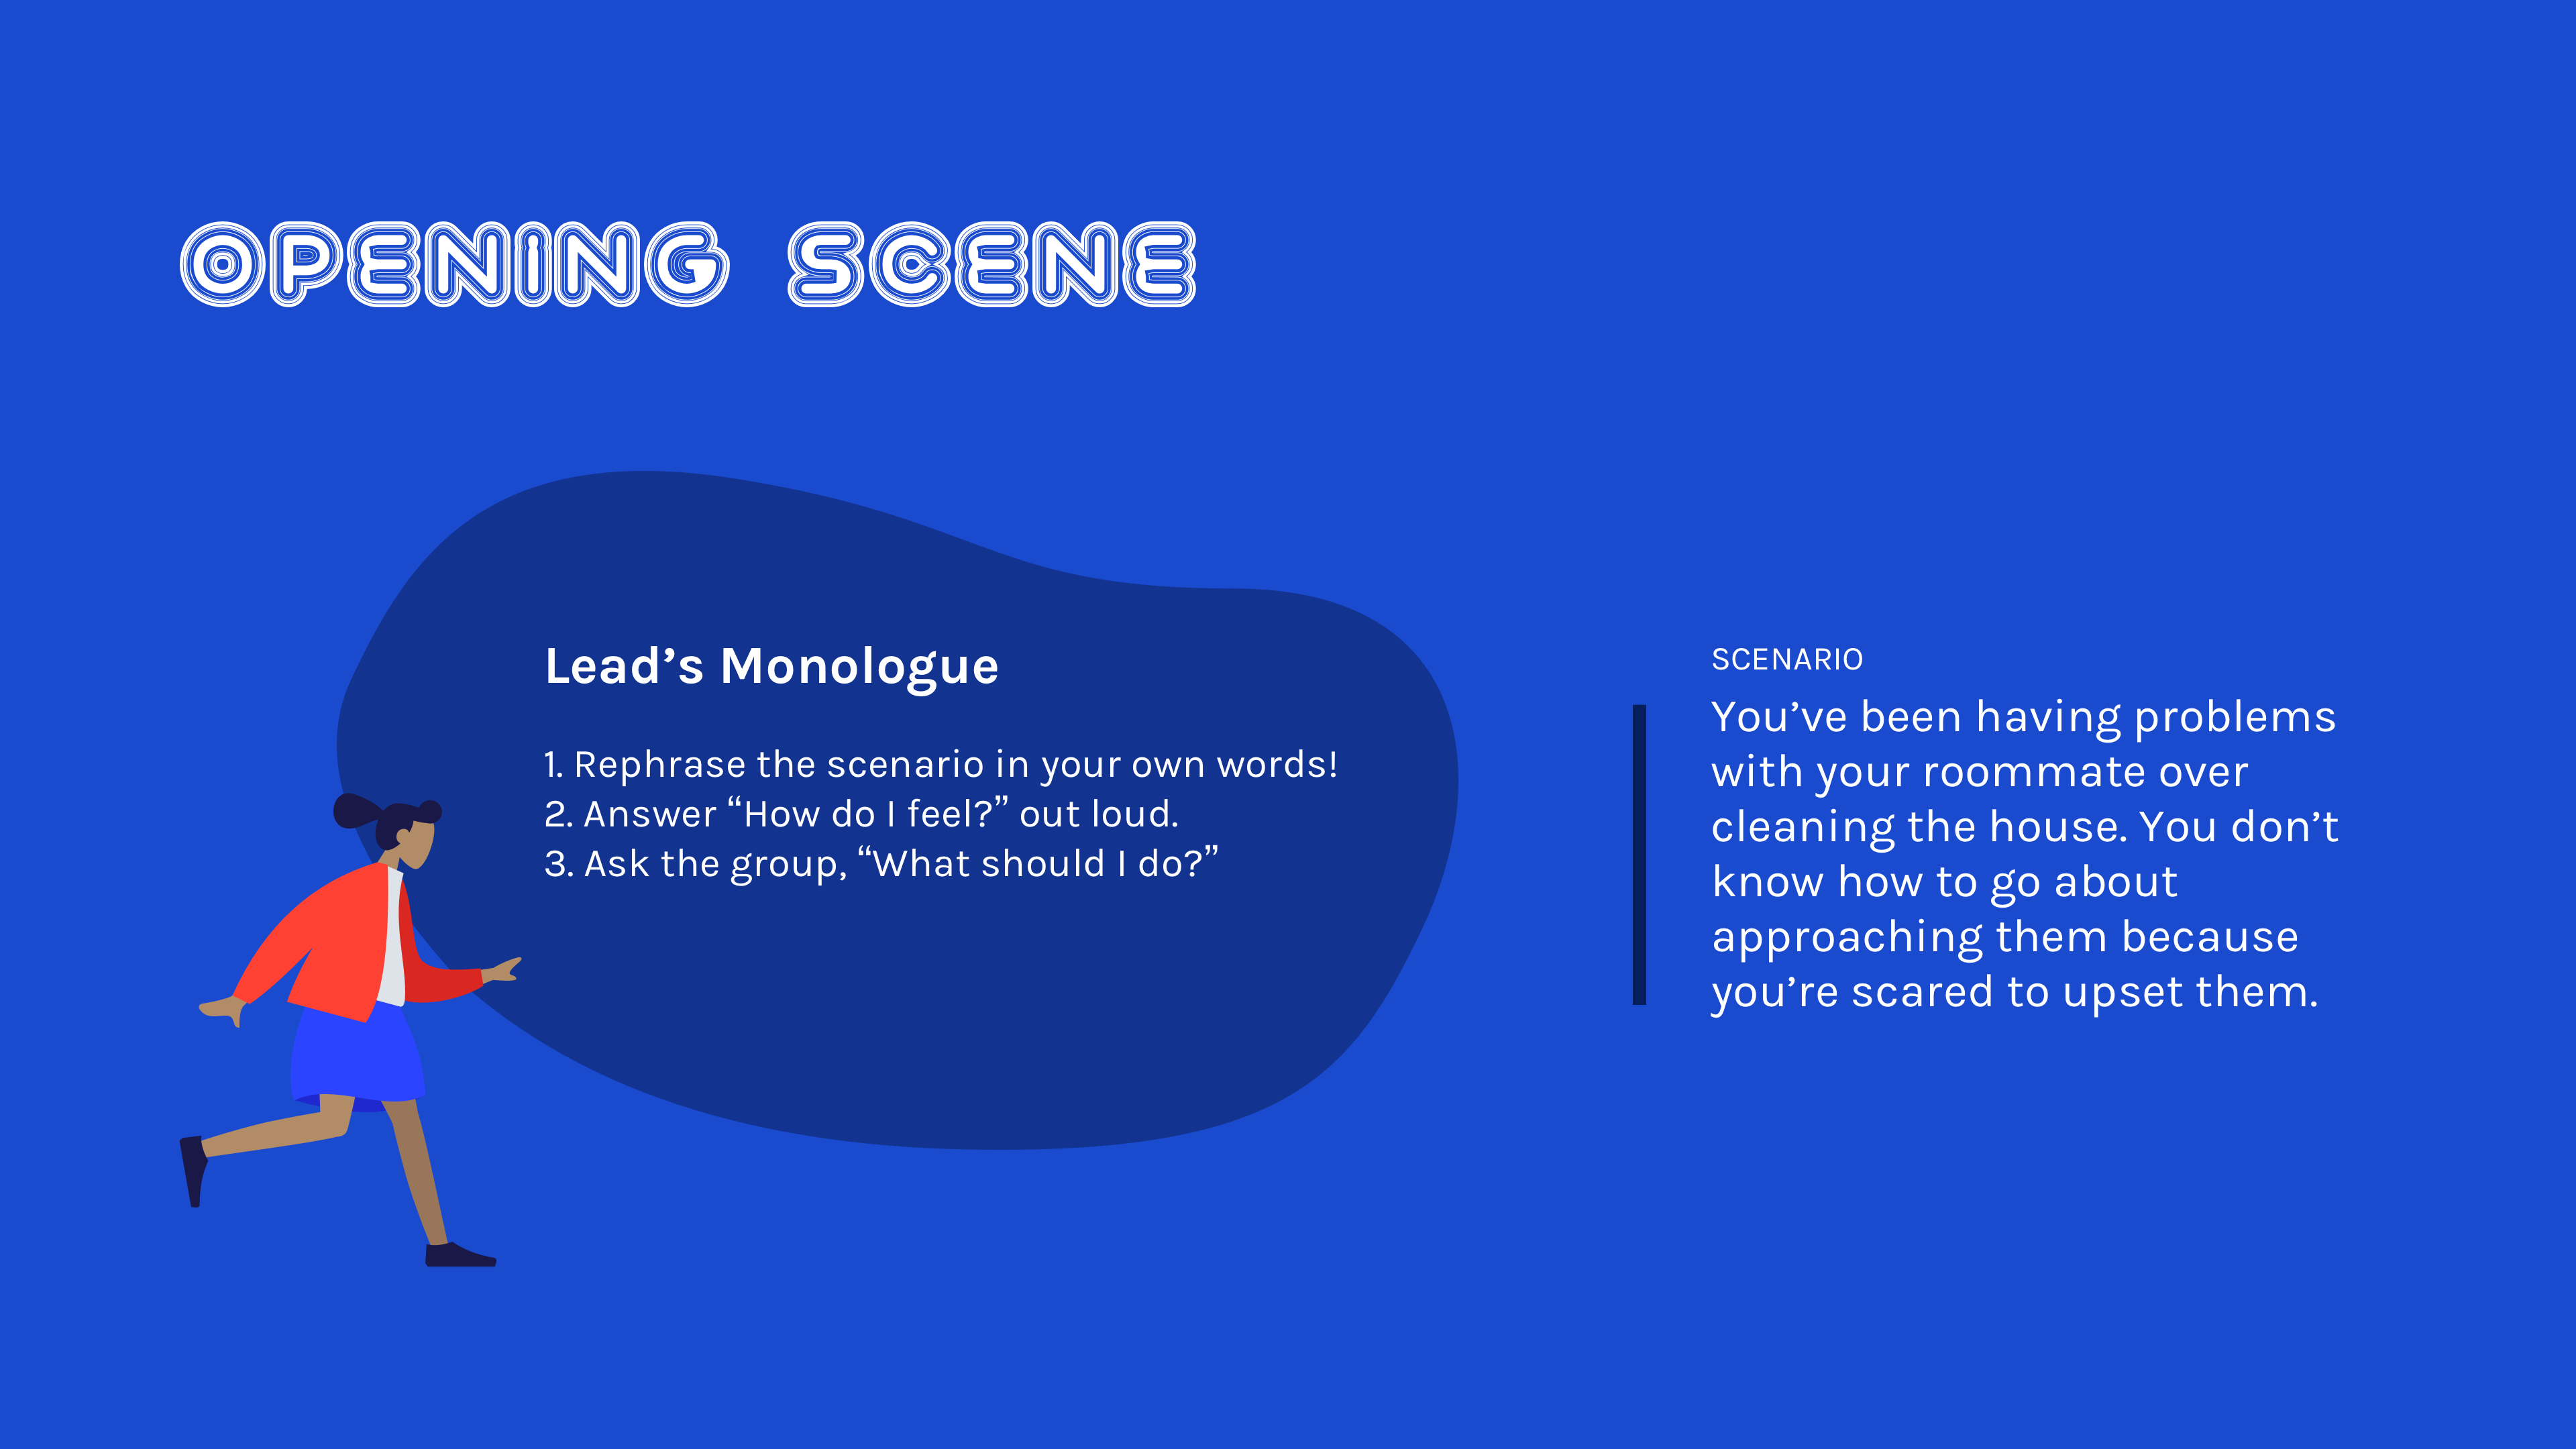 OPENING SCENE
Lead’s Monologue
1. Rephrase the scenario in your own words!
2. Answer “How do I feel?” out loud.
3. Ask the group, “What should I do?”
SCENARIO
You’ve been having problems
with your roommate over
cleaning the house. You don’t
know how to go about
approaching them because
you’re scared to upset them.